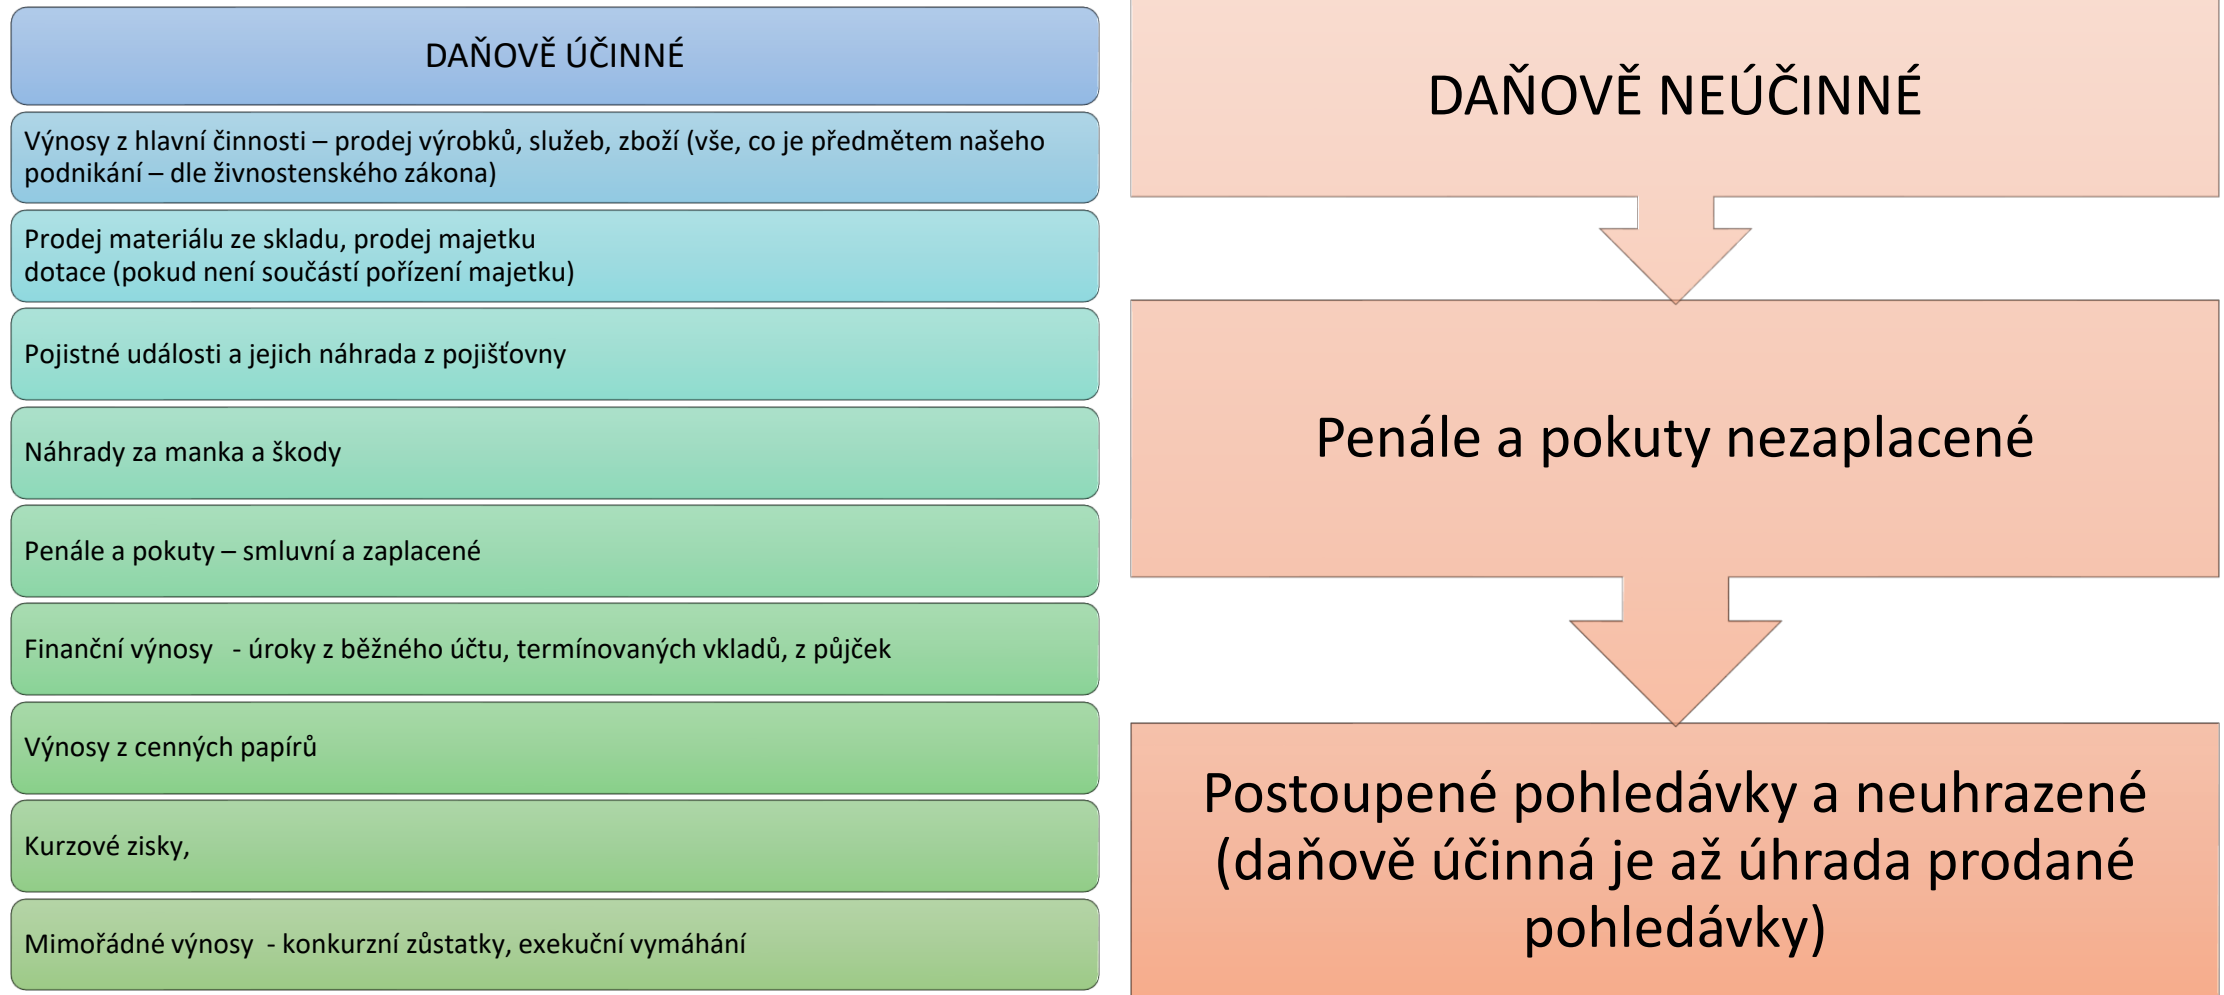 DAŇOVĚ ÚČINNÉ
Výnosy z hlavní činnosti – prodej výrobků, služeb, zboží (vše, co je předmětem našeho
podnikání – dle živnostenského zákona)
Prodej materiálu ze skladu, prodej majetku
dotace (pokud není součástí pořízení majetku)
Pojistné události a jejich náhrada z pojišťovny
Náhrady za manka a škody
Penále a pokuty – smluvní a zaplacené
Finanční výnosy   - úroky z běžného účtu, termínovaných vkladů, z půjček
Výnosy z cenných papírů
Kurzové zisky,
Mimořádné výnosy  - konkurzní zůstatky, exekuční vymáhání
DAŇOVĚ NEÚČINNÉ
Penále a pokuty nezaplacené
Postoupené pohledávky a neuhrazené
(daňově účinná je až úhrada prodané
pohledávky)